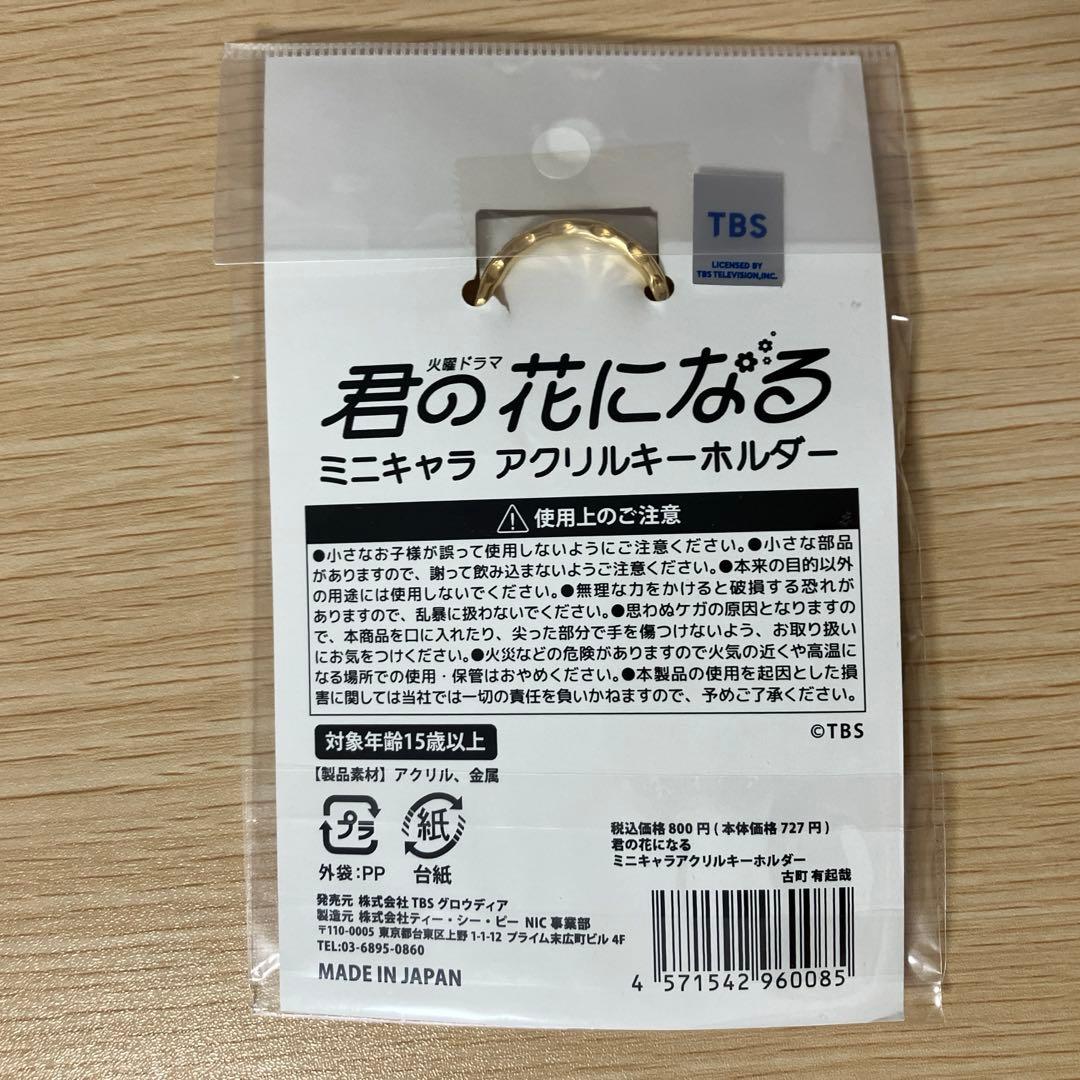 TBS
LICENSED BY
TBS TELEVISION,INC.
火曜ドラマ
君の花になる
ミニキャラ アクリルキーホルダー
使用上のご注意
●小さなお子様が誤って使用しないようにご注意ください。●小さな部品
がありますので、謝って飲み込まないようご注意ください。●本来の目的以外
の用途には使用しないでください。●無理な力をかけると破損する恐れが
ありますので、乱暴に扱わないでください。●思わぬケガの原因となりますの
で、本商品を口に入れたり、尖った部分で手を傷つけないよう、お取り扱い
にお気をつけください。●火災などの危険がありますので火気の近くや高温に
なる場所での使用・保管はおやめください。●本製品の使用を起因とした損
害に関しては当社では一切の責任を負いかねますので、予めご了承ください。
©TBS
対象年齢15歳以上
【製品素材】アクリル、金属
プラ
紙
外袋:PP
台紙
税込価格800円(本体価格727円)
君の花になる
ミニキャラアクリルキーホルダー
古町 有起哉
発売元 株式会社TBSグロウディア
製造元 株式会社ティー・シー・ピー NIC事業部
〒110-0005 東京都台東区上野1-1-12 プライム末広町ビル 4F
TEL:03-6895-0860
MADE IN JAPAN
4 571542 960085